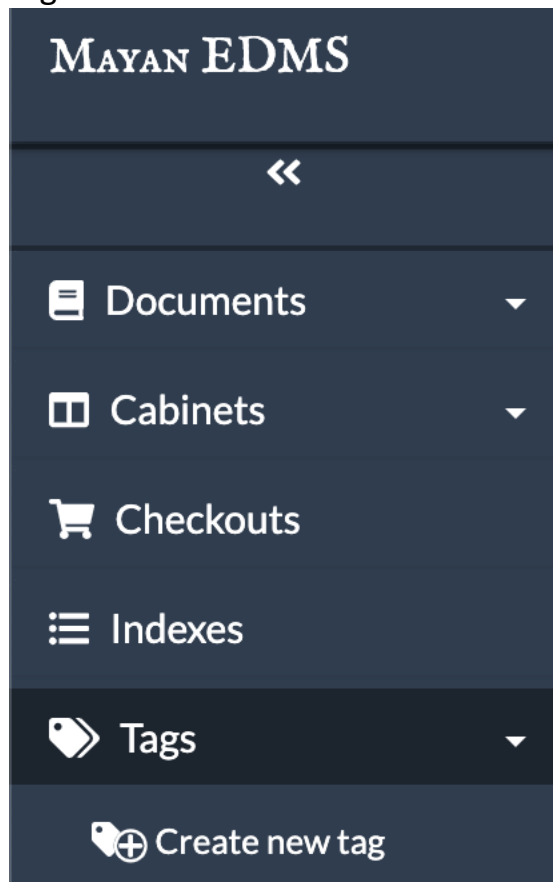 Mayan EDMS
Documents
Cabinets
Checkouts
Indexes
Tags
Create new tag